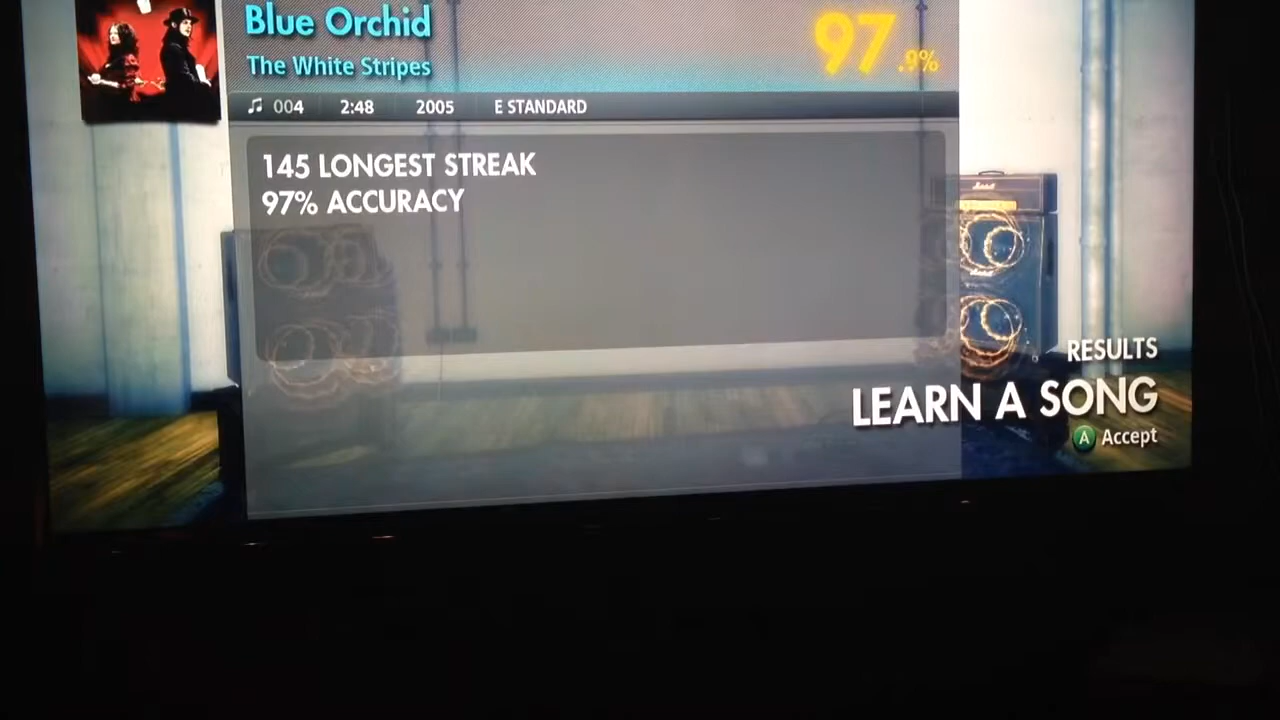 Blue Orchid
97.9%
The White Stripes
004 2:48 2005 E STANDARD
145 LONGEST STREAK
97% ACCURACY
Marshall
RESULTS
LEARN A SONG
A Accept